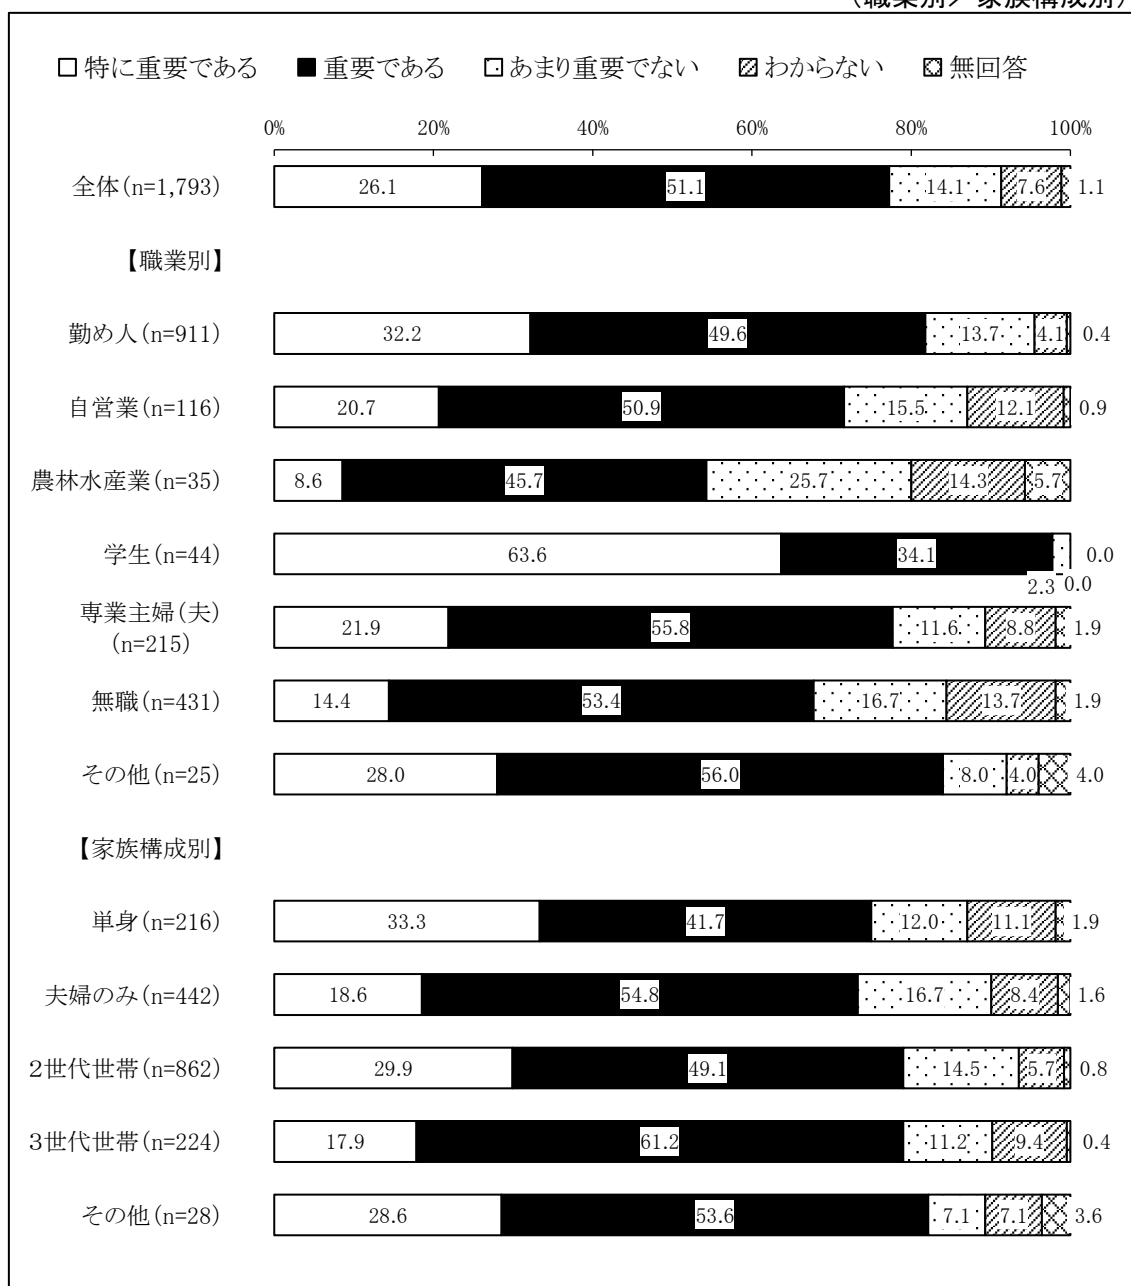 (職業別/家族構成別)
特に重要である 重要である あまり重要でない わからない 無回答
0% 20% 40% 60% 80% 100%
全体(n=1,793) 26.1 51.1 14.1 7.6 1.1
【職業別】
勤め人(n=911) 32.2 49.6 13.7 4.1 0.4
自営業(n=116) 20.7 50.9 15.5 12.1 0.9
農林水産業(n=35) 8.6 45.7 25.7 14.3 5.7
学生(n=44) 63.6 34.1 0.0
2.3 0.0
専業主婦(夫)
(n=215) 21.9 55.8 11.6 8.8 1.9
無職(n=431) 14.4 53.4 16.7 13.7 1.9
その他(n=25) 28.0 56.0 8.0 4.0 4.0
【家族構成別】
単身(n=216) 33.3 41.7 12.0 11.1 1.9
夫婦のみ(n=442) 18.6 54.8 16.7 8.4 1.6
2世代世帯(n=862) 29.9 49.1 14.5 5.7 0.8
3世代世帯(n=224) 17.9 61.2 11.2 9.4 0.4
その他(n=28) 28.6 53.6 7.1 7.1 3.6